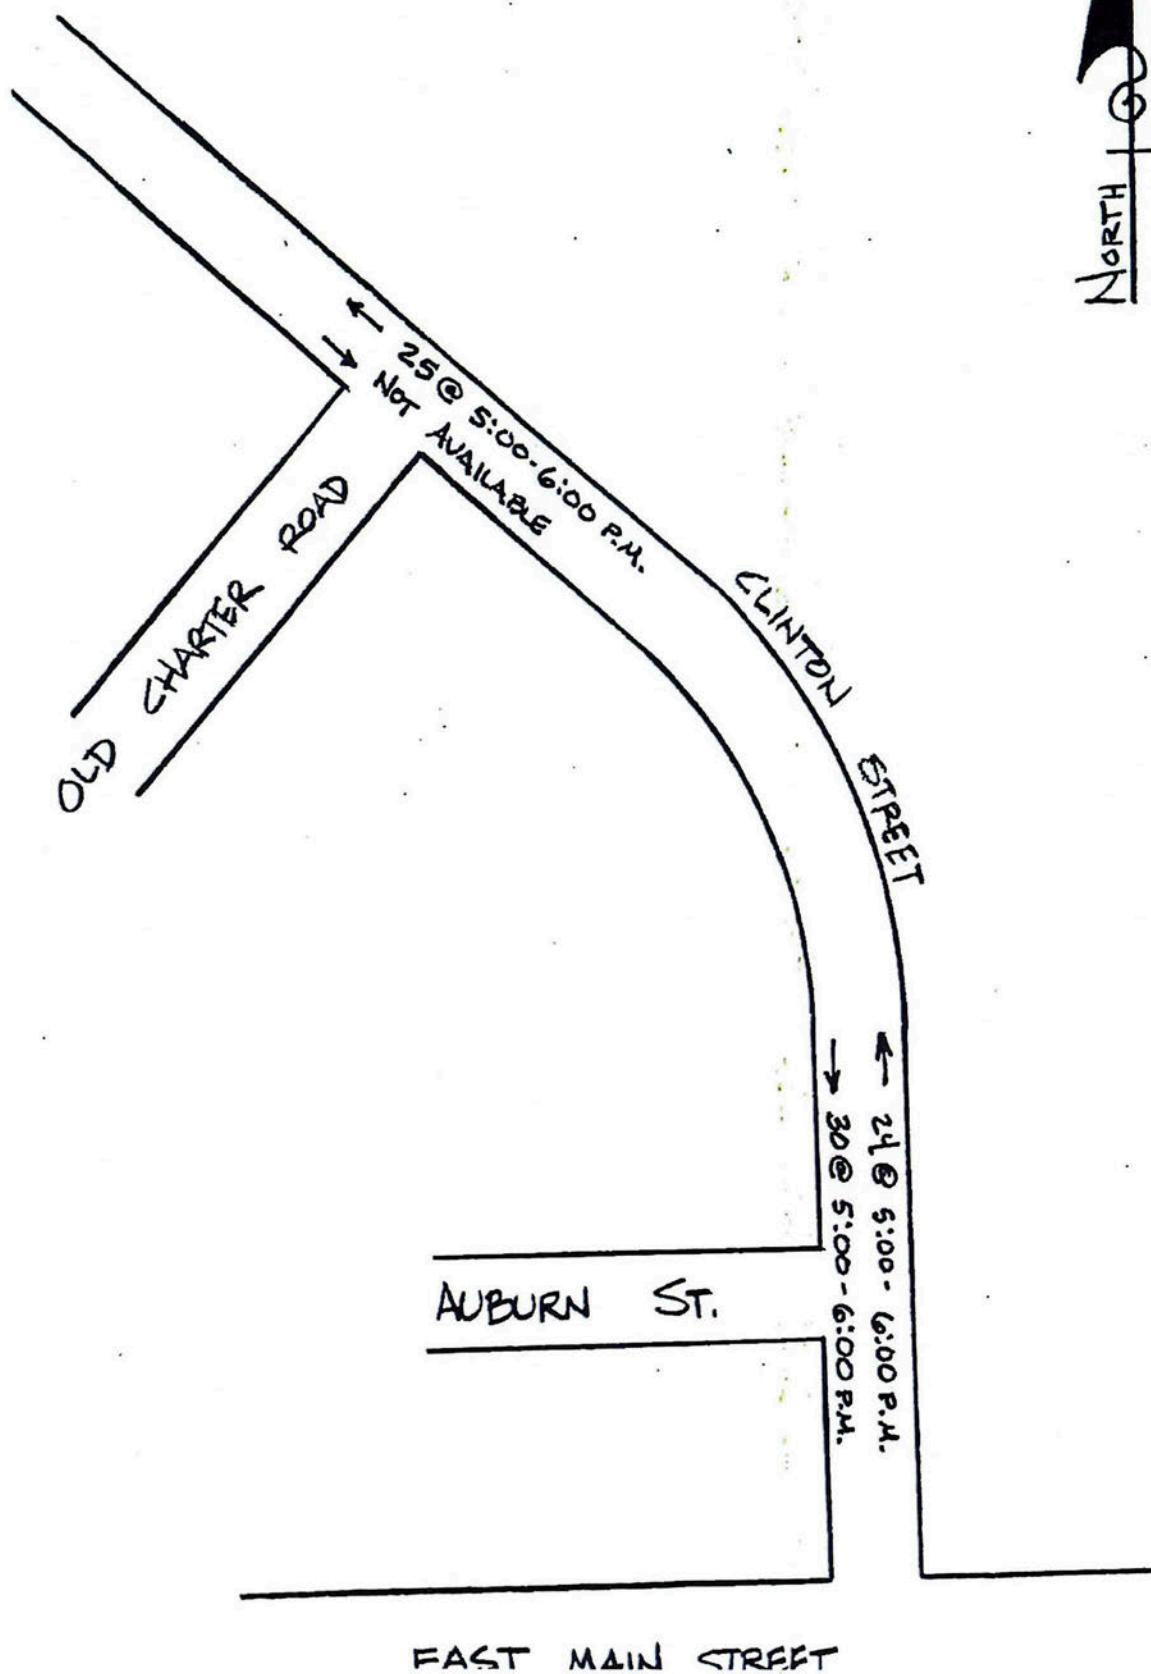 NORTH
25 @ 5:00-6:00 P.M.
NOT AVAILABLE
CLINTON STREET
OLD CHARTER ROAD
24 @ 5:00- 6:00 P.M.
30 @ 5:00-6:00 P.M.
AUBURN ST.
EAST MAIN STREET